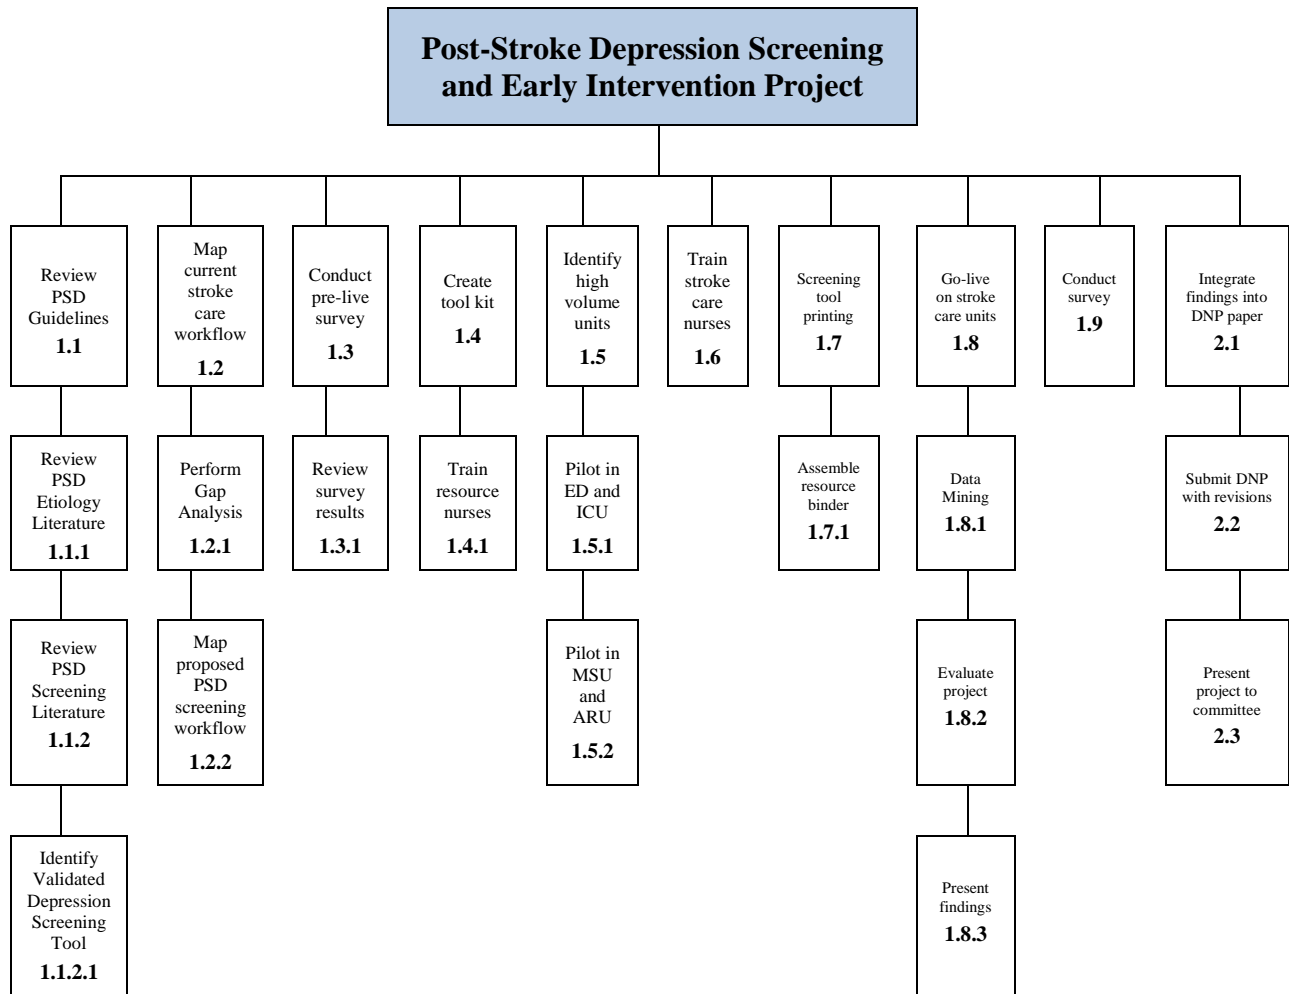 Post-Stroke Depression Screening
and Early Intervention Project
Review
PSD
Guidelines
1.1
Map
current
stroke
care
workflow
1.2
Conduct
pre-live
survey
1.3
Create
tool kit
1.4
Identify
high
volume
units
1.5
Train
stroke
care
nurses
1.6
Screening
tool
printing
1.7
Go-live
on stroke
care units
1.8
Conduct
survey
1.9
Integrate
findings into
DNP paper
2.1
Review
PSD
Etiology
Literature
1.1.1
Perform
Gap
Analysis
1.2.1
Review
survey
results
1.3.1
Train
resource
nurses
1.4.1
Pilot in
ED and
ICU
1.5.1
Assemble
resource
binder
1.7.1
Data
Mining
1.8.1
Submit DNP
with revisions
2.2
Review
PSD
Screening
Literature
1.1.2
Map
proposed
PSD
screening
workflow
1.2.2
Pilot in
MSU
and
ARU
1.5.2
Evaluate
project
1.8.2
Present
project to
committee
2.3
Identify
Validated
Depression
Screening
Tool
1.1.2.1
Present
findings
1.8.3